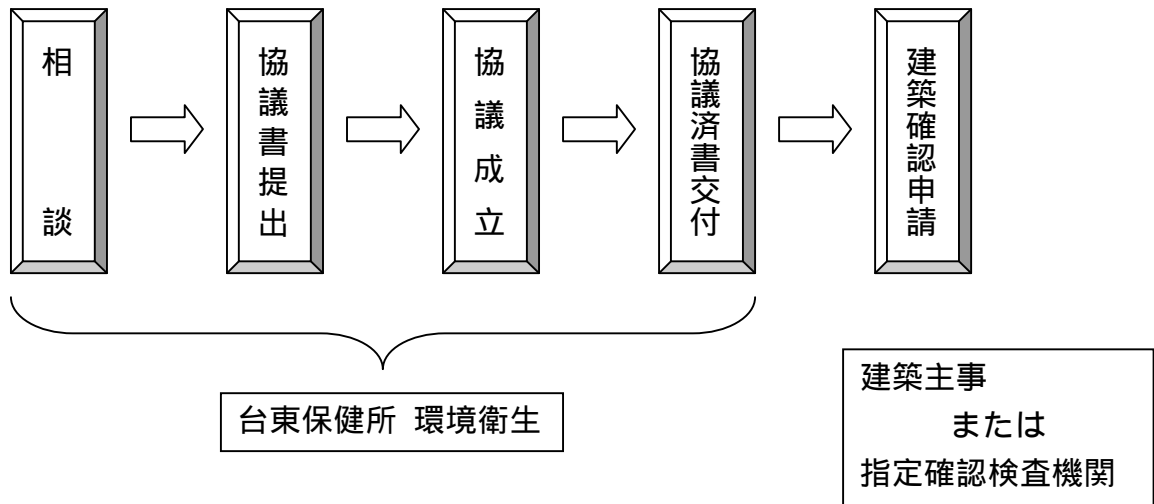 相談
協議書提出
協議成立
協議済書交付
建築確認申請
台東保健所 環境衛生
建築主事
または
指定確認検査機関